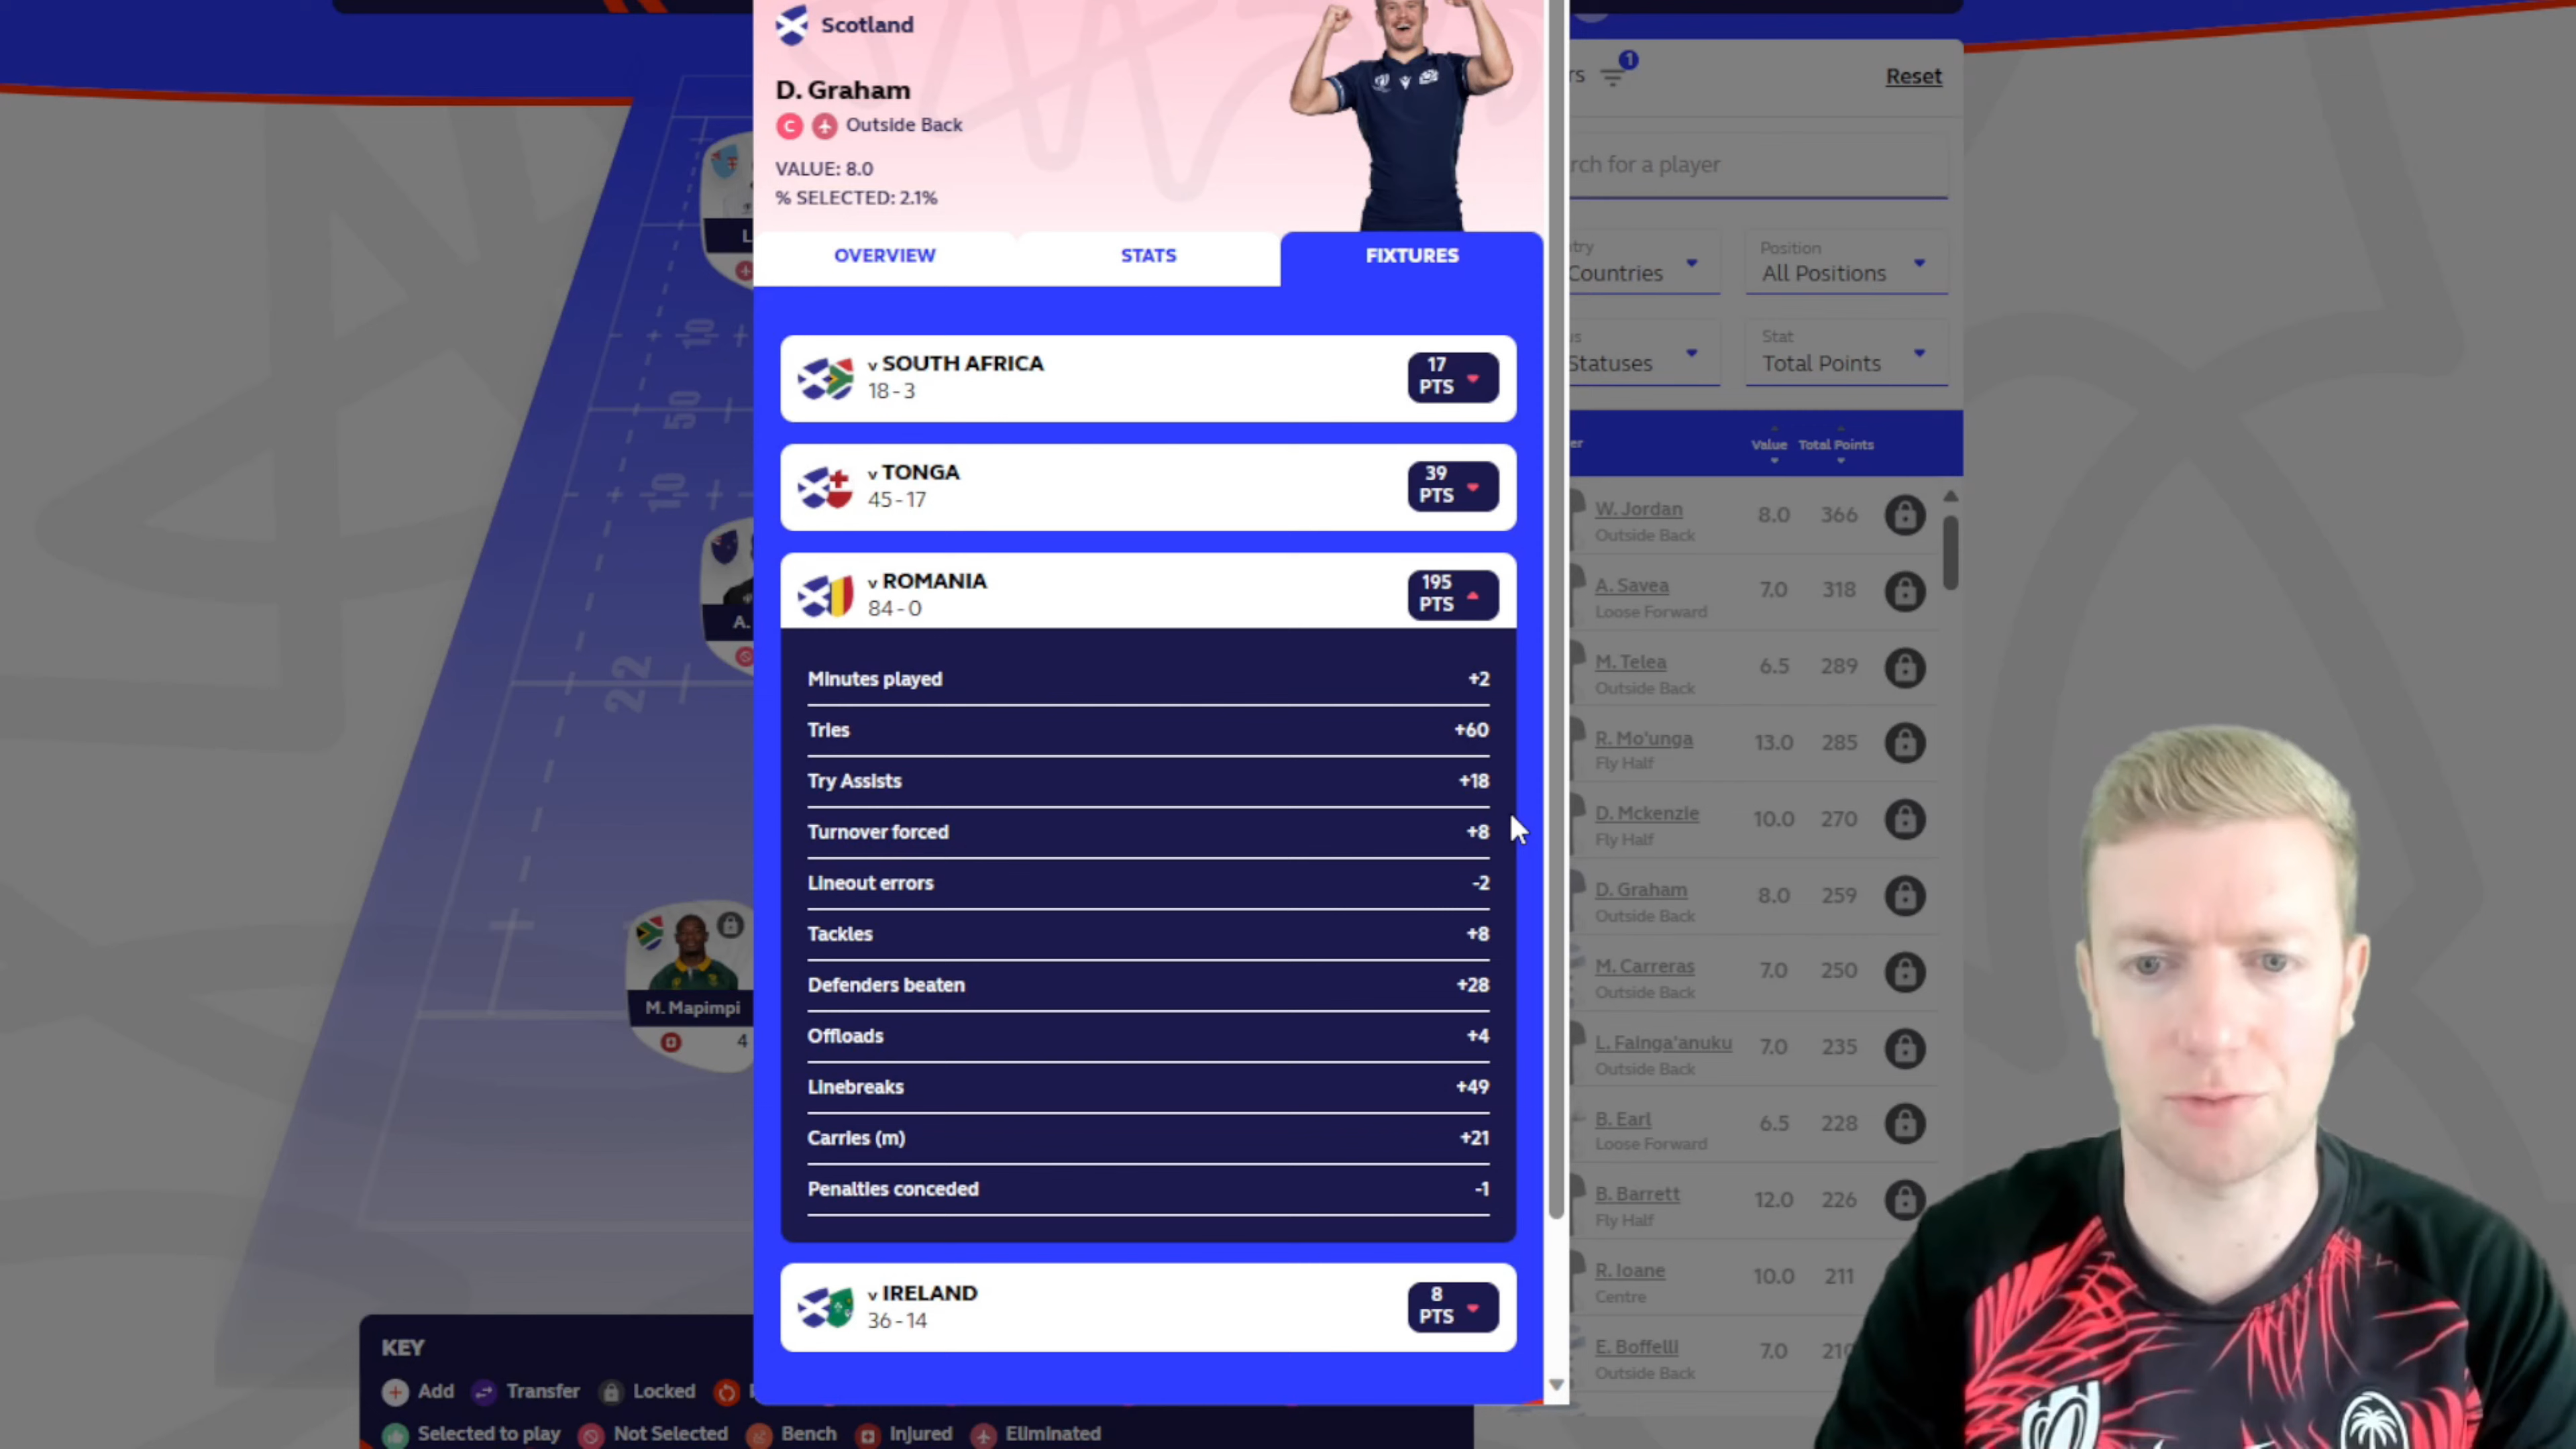 Scotland
D. Graham
C Outside Back
VALUE: 8.0
% SELECTED: 2.1%
OVERVIEW STATS FIXTURES
v SOUTH AFRICA
18 - 3
17 PTS
v TONGA
45 - 17
39 PTS
v ROMANIA
84 - 0
195 PTS
Minutes played +2
Tries +60
Try Assists +18
Turnover forced +8
Lineout errors -2
Tackles +8
Defenders beaten +28
Offloads +4
Linebreaks +49
Carries (m) +21
Penalties conceded -1
v IRELAND
36 - 14
8 PTS
1
Reset
for a player
Countries
Position
All Positions
Statuses
Stat
Total Points
Value Total Points
W. Jordan 8.0 366
Outside Back
A. Savea 7.0 318
Loose Forward
M. Telea 6.5 289
Outside Back
R. Mo'unga 13.0 285
Fly Half
D. Mckenzie 10.0 270
Fly Half
D. Graham 8.0 259
Outside Back
M. Carreras 7.0 250
Outside Back
L. Fainga'anuku 7.0 235
Outside Back
B. Earl 6.5 228
Loose Forward
B. Barrett 12.0 226
Fly Half
R. Ioane 10.0 211
Centre
E. Boffelli 7.0
Outside Back
10
50
10
22
L
A.
M. Mapimpi
4
KEY
Add Transfer Locked
Selected to play Not Selected Bench Injured Eliminated